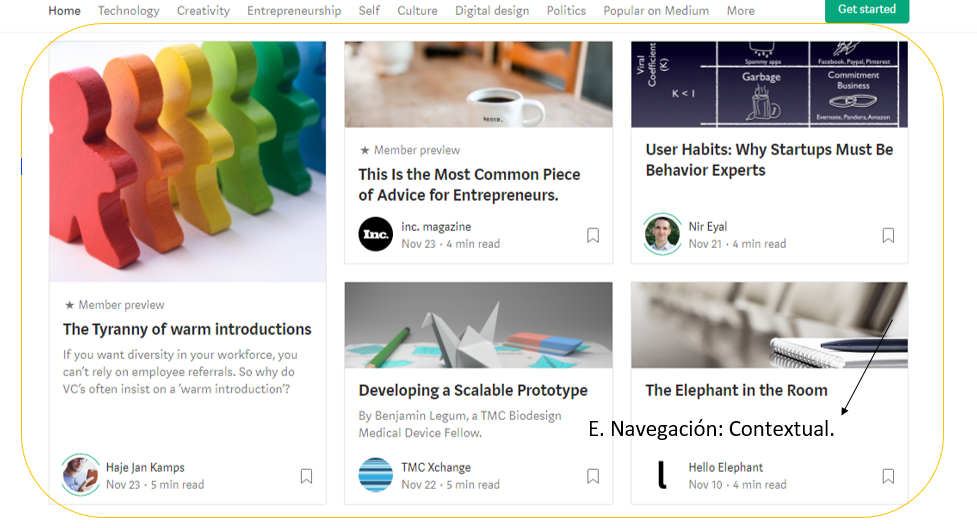 Home Technology Creativity Entrepreneurship Self Culture Digital design Politics Popular on Medium More Get started
★ Member preview
The Tyranny of warm introductions
If you want diversity in your workforce, you
can't rely on employee referrals. So why do
VC's often insist on a 'warm introduction'?
Haje Jan Kamps
Nov 23 · 5 min read
BEGIN.
★ Member preview
This Is the Most Common Piece
of Advice for Entrepreneurs.
Inc.
inc. magazine
Nov 23 · 4 min read
Viral
Coefficient
(K)
K < 1
Spammy apps
Facebook, Paypal, Pinterest
Garbage
Commitment
Business
Evernote, Pandora, Amazon
User Habits: Why Startups Must Be
Behavior Experts
Nir Eyal
Nov 21 · 4 min read
Developing a Scalable Prototype
By Benjamin Legum, a TMC Biodesign
Medical Device Fellow.
TMC Xchange
Nov 22 · 5 min read
The Elephant in the Room
E. Navegación: Contextual.
l
Hello Elephant
Nov 10 · 4 min read